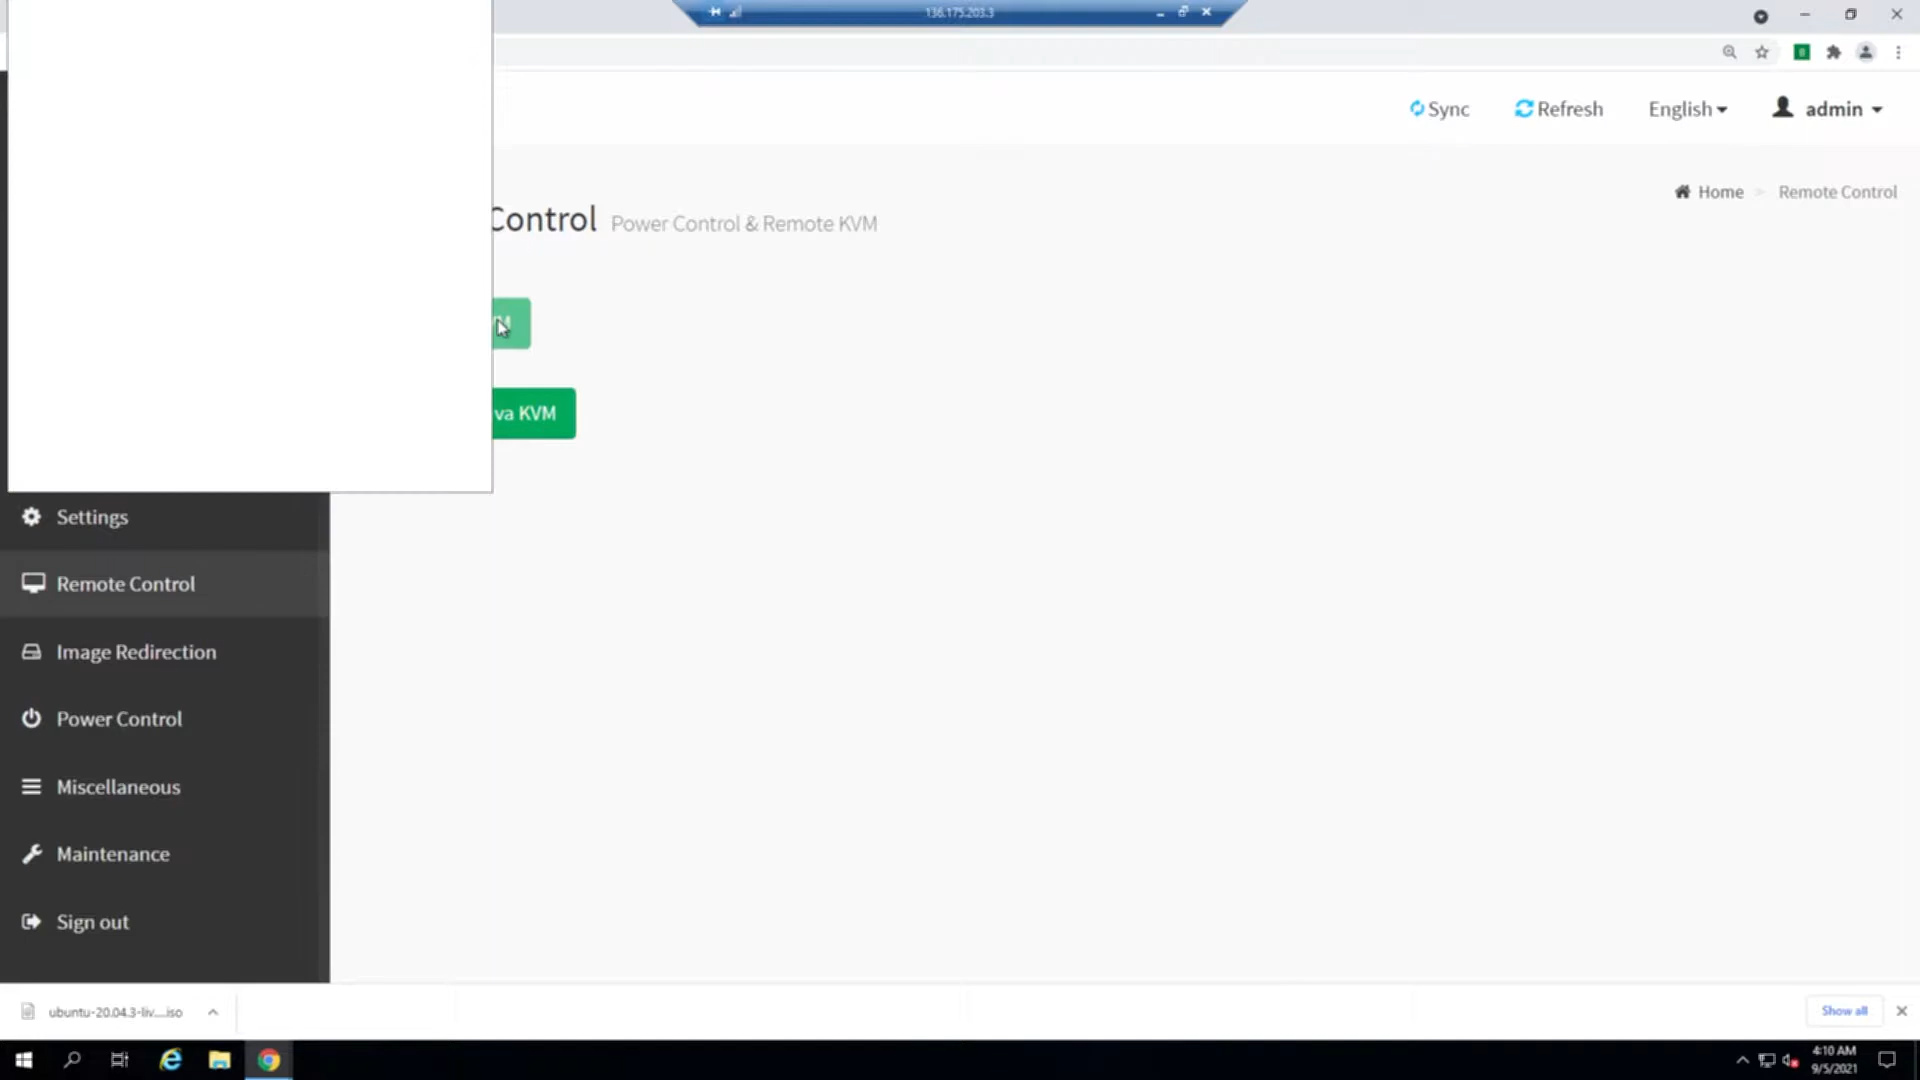 136.175.203.3
Sync
Refresh
English
admin
Home > Remote Control
Control Power Control & Remote KVM
va KVM
Settings
Remote Control
Image Redirection
Power Control
Miscellaneous
Maintenance
Sign out
ubuntu-20.04.3-liv....iso
Show all
4:10 AM
9/5/2021